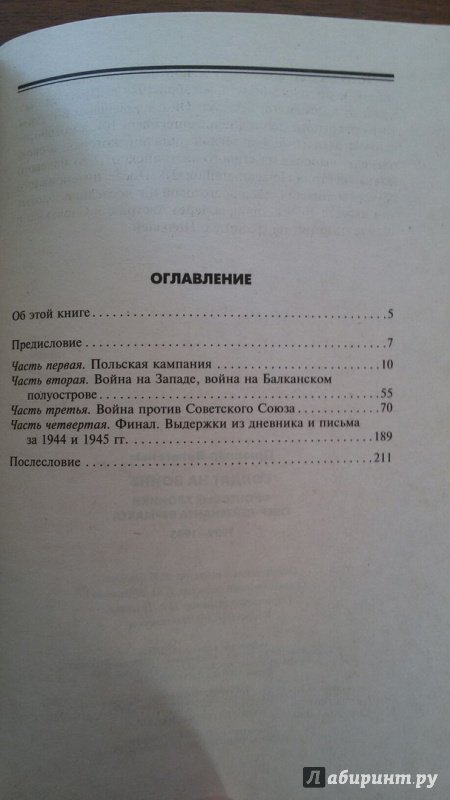 ОГЛАВЛЕНИЕ
Об этой книге . . . . . . . . . . . . . . . . . . . . . . . . . . . . . . . . 5
Предисловие . . . . . . . . . . . . . . . . . . . . . . . . . . . . . . . . . 7
Часть первая. Польская кампания . . . . . . . . . . . . . . . . . . . 10
Часть вторая. Война на Западе, война на Балканском
полуострове . . . . . . . . . . . . . . . . . . . . . . . . . . . . . . . 55
Часть третья. Война против Советского Союза . . . . . . . . . 70
Часть четвертая. Финал. Выдержки из дневника и письма
за 1944 и 1945 гг. . . . . . . . . . . . . . . . . . . . . . . . . . . . 189
Послесловие . . . . . . . . . . . . . . . . . . . . . . . . . . . . . . . . 211
Лабиринт.ру